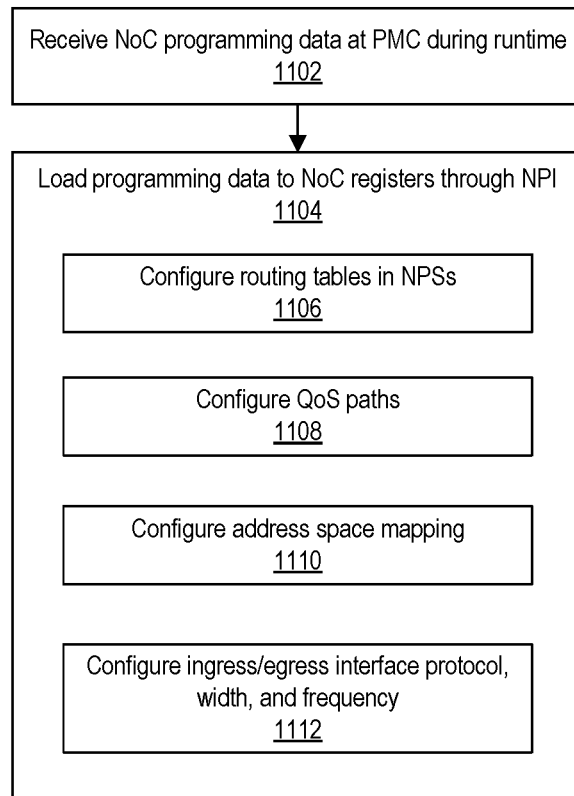 Receive NoC programming data at PMC during runtime
1102
Load programming data to NoC registers through NPI
1104
Configure routing tables in NPSs
1106
Configure QoS paths
1108
Configure address space mapping
1110
Configure ingress/egress interface protocol,
width, and frequency
1112